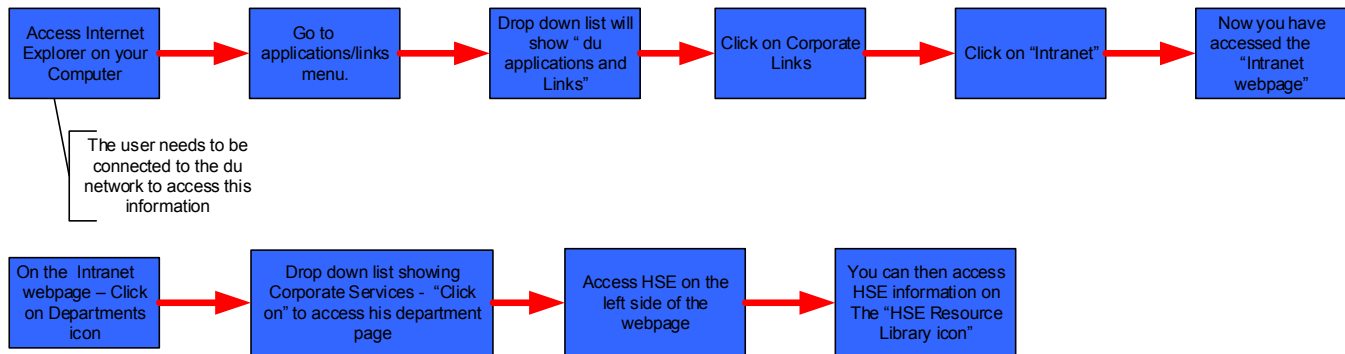 Access Internet
Explorer on your
Computer
Go to
applications/links
menu.
Drop down list will
show “ du
applications and
Links”
Click on Corporate
Links
Click on “Intranet”
Now you have
accessed the
“Intranet
webpage”
The user needs to be
connected to the du
network to access this
information
On the Intranet
webpage – Click
on Departments
icon
Drop down list showing
Corporate Services - “Click
on” to access his department
page
Access HSE on the
left side of the
webpage
You can then access
HSE information on
The “HSE Resource
Library icon”